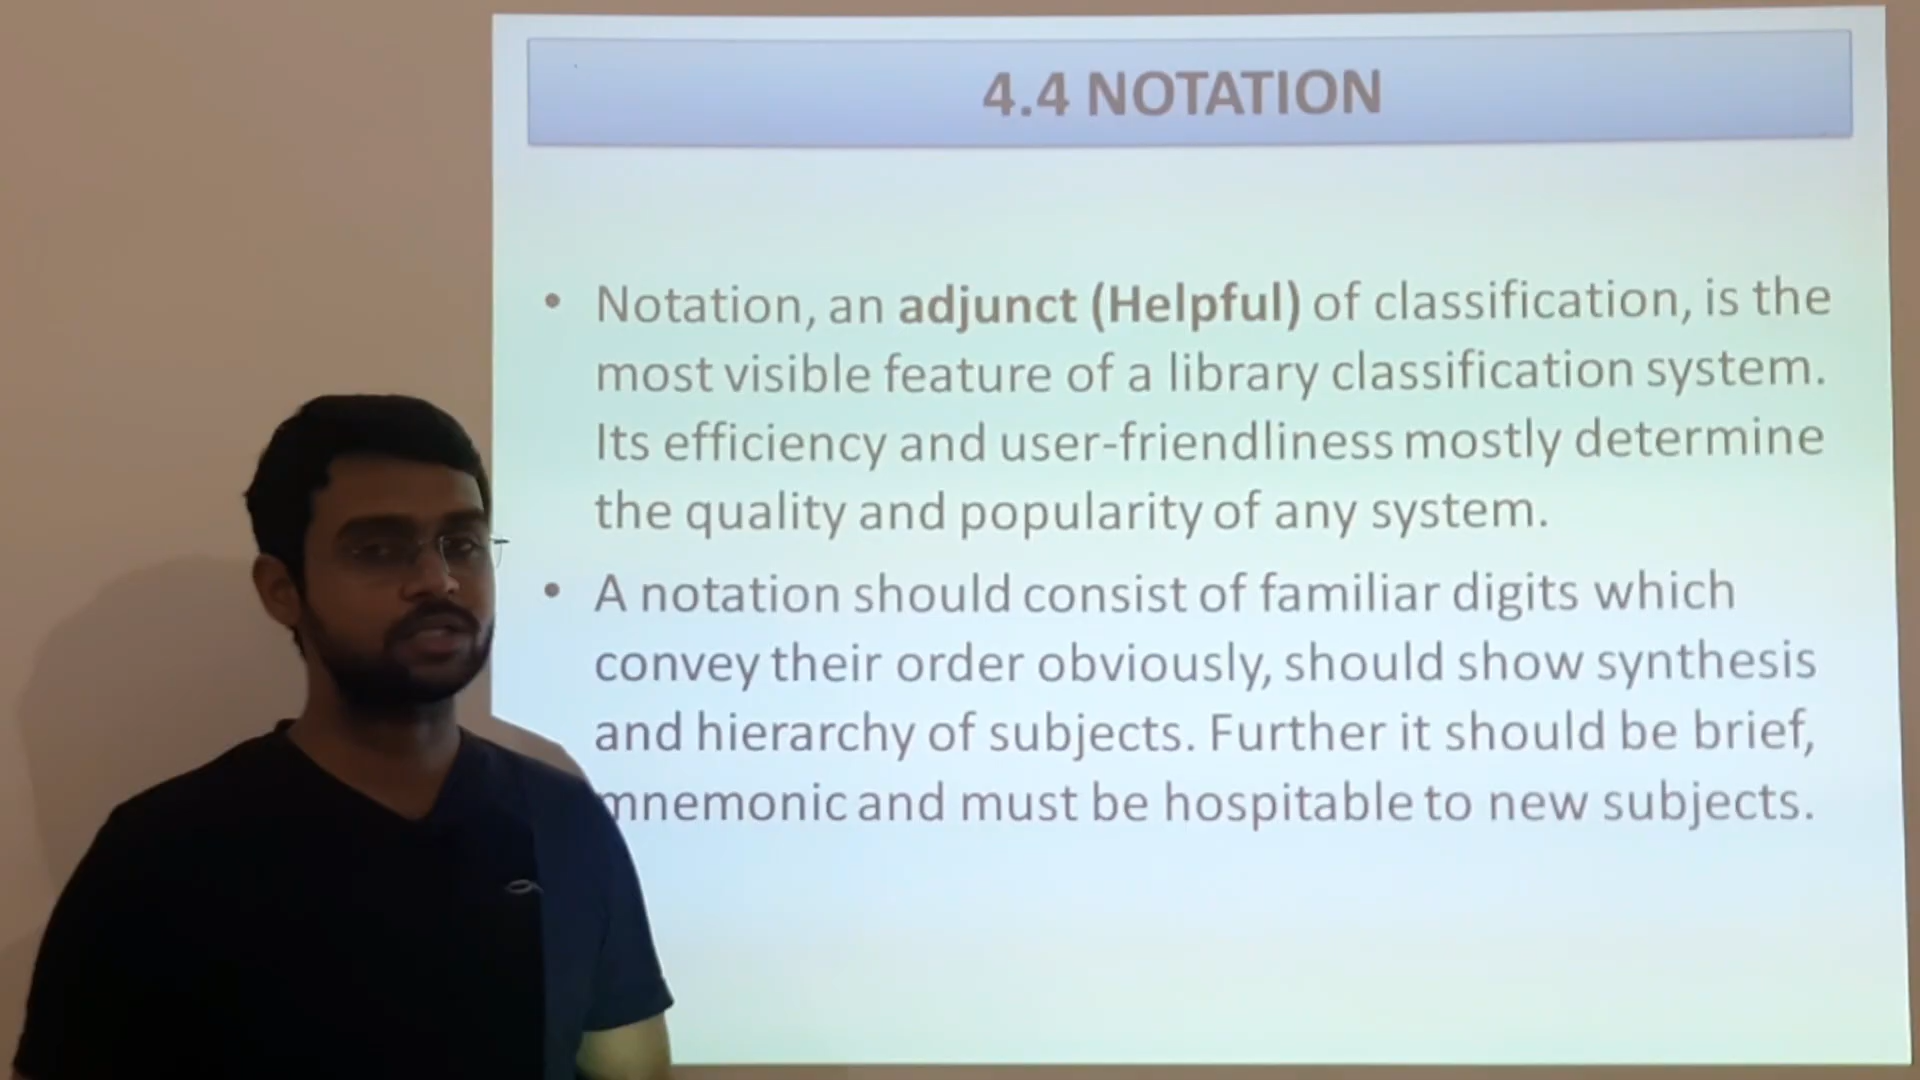 4.4 NOTATION
• Notation, an adjunct (Helpful) of classification, is the
most visible feature of a library classification system.
Its efficiency and user-friendliness mostly determine
the quality and popularity of any system.
• A notation should consist of familiar digits which
convey their order obviously, should show synthesis
and hierarchy of subjects. Further it should be brief,
mnemonic and must be hospitable to new subjects.